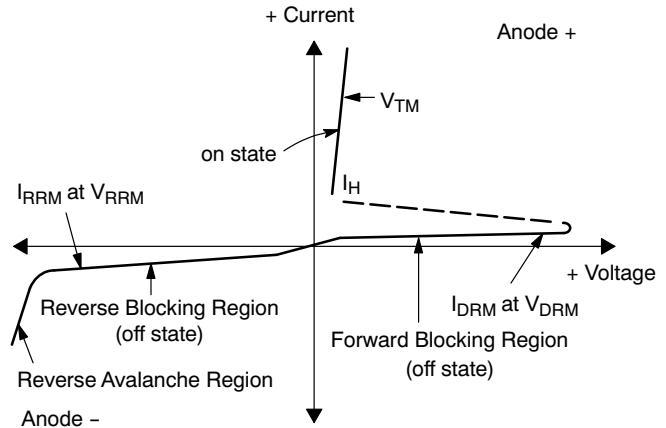 + Current
Anode +
VTM
on state
IH
IRRM at VRRM
+ Voltage
IDRM at VDRM
Reverse Blocking Region
(off state)
Forward Blocking Region
(off state)
Reverse Avalanche Region
Anode –